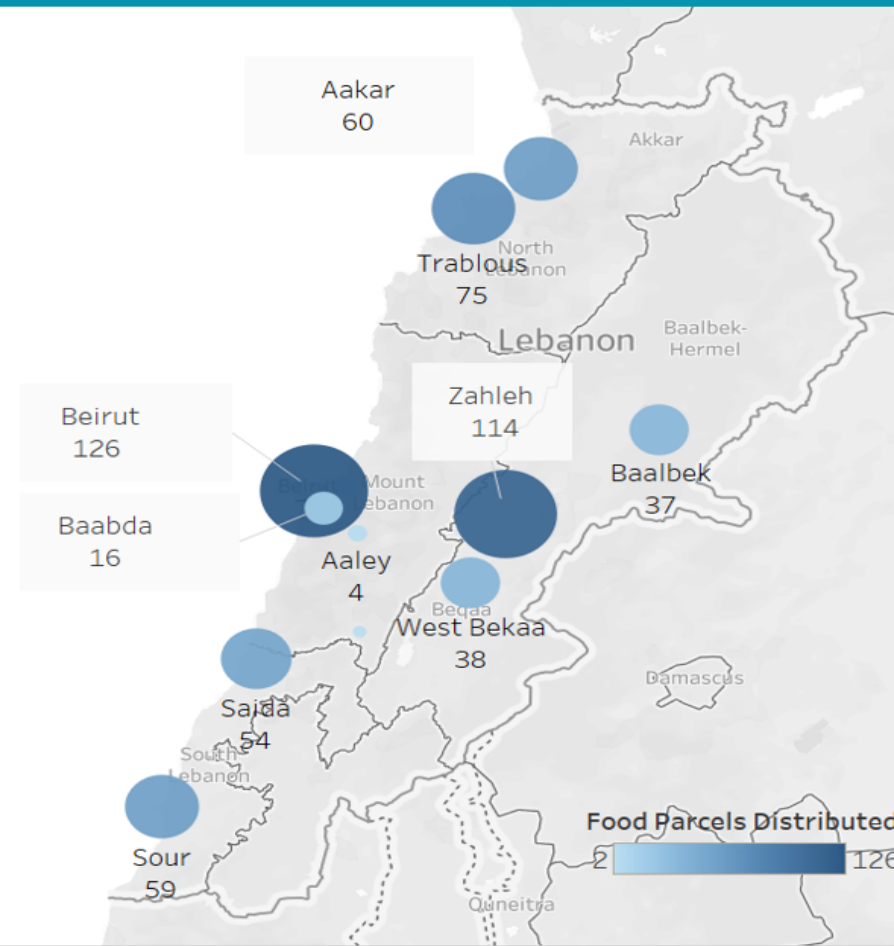 Aakar
60
Akkar
North
Lebanon
Trablous
75
Lebanon
Baalbek-
Hermel
Zahleh
114
Beirut
126
Mount
Lebanon
Baalbek
37
Baabda
16
Aaley
4
Beqaa
West Bekaa
38
Damascus
Saida
54
South
Lebanon
Food Parcels Distributed
2
126
Sour
59
Quneitra